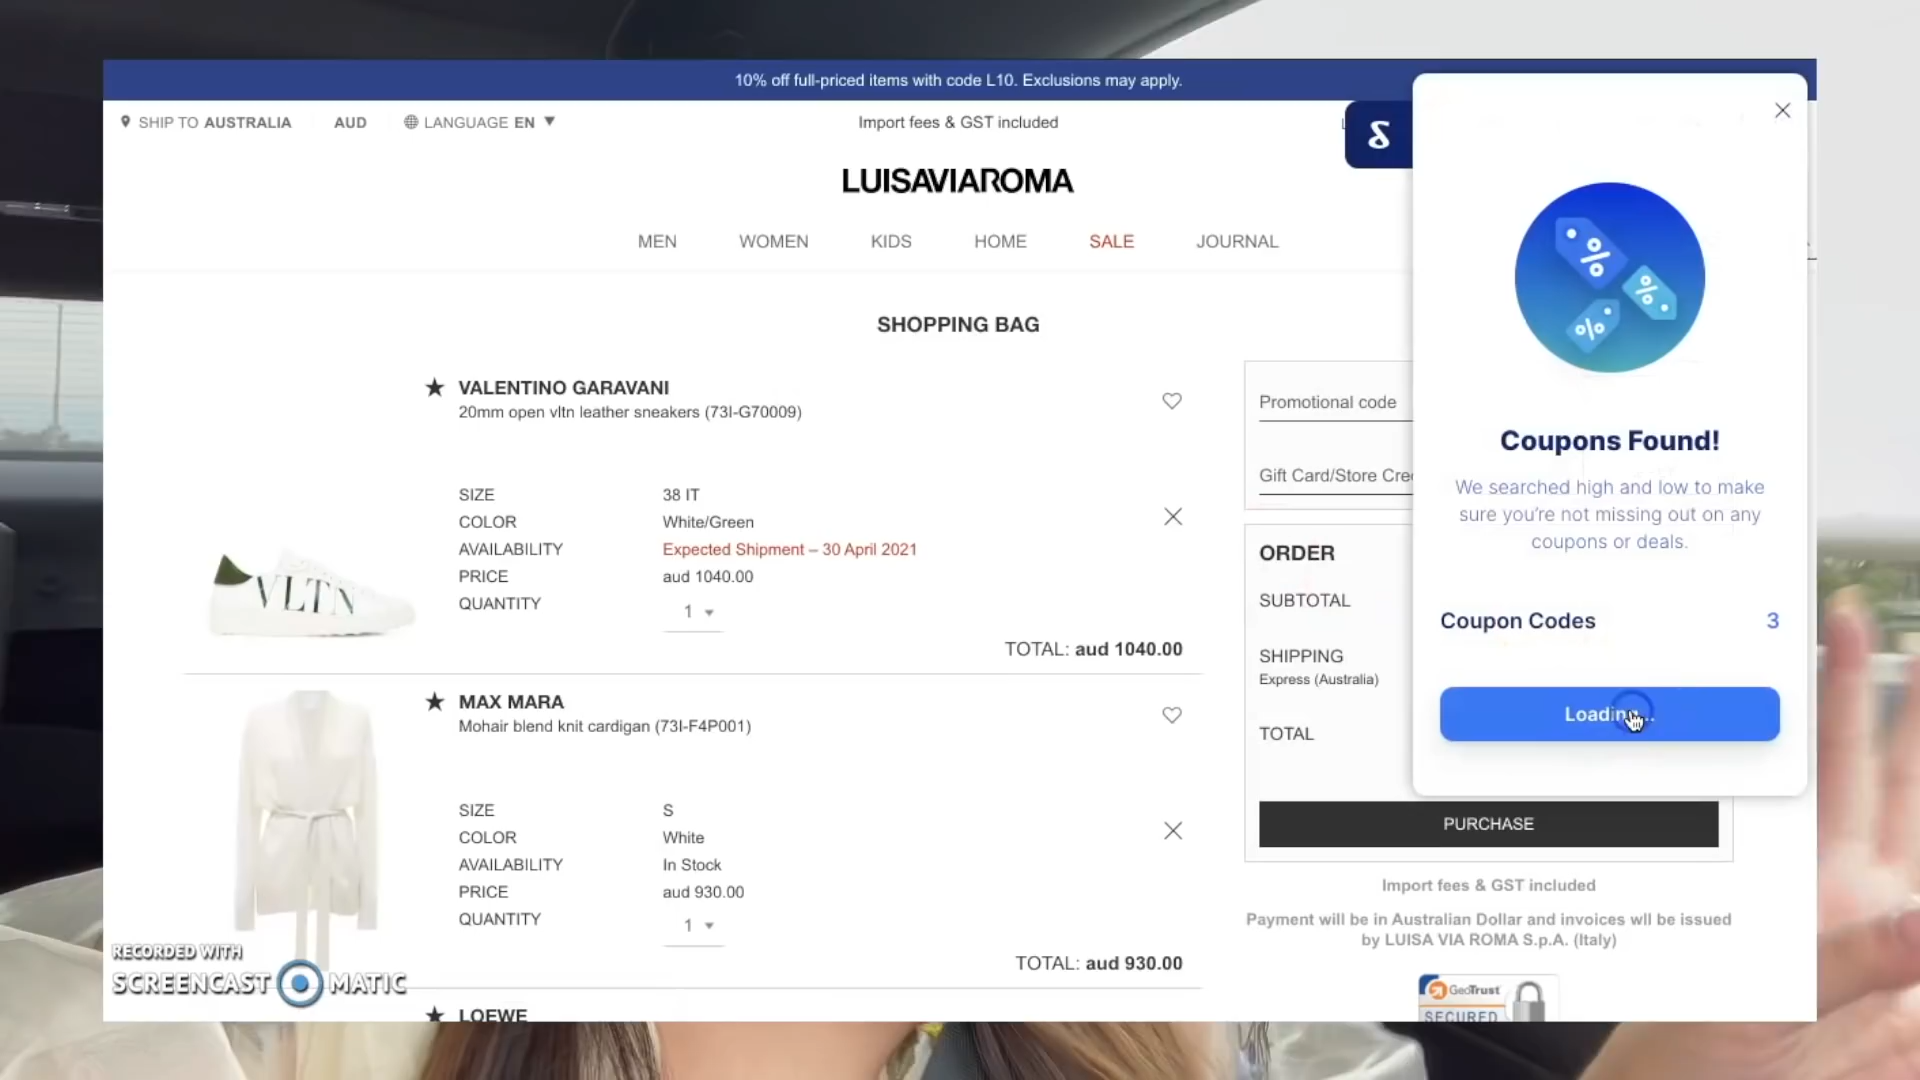 10% off full-priced items with code L10. Exclusions may apply.
SHIP TO AUSTRALIA
AUD
LANGUAGE EN
Import fees & GST included
LUISAVIAROMA
MEN
WOMEN
KIDS
HOME
SALE
JOURNAL
SHOPPING BAG
VALENTINO GARAVANI
20mm open vltn leather sneakers (73I-G70009)
SIZE 38 IT
COLOR White/Green
AVAILABILITY Expected Shipment – 30 April 2021
PRICE aud 1040.00
QUANTITY 1
VLTN
TOTAL: aud 1040.00
MAX MARA
Mohair blend knit cardigan (73I-F4P001)
SIZE S
COLOR White
AVAILABILITY In Stock
PRICE aud 930.00
QUANTITY 1
TOTAL: aud 930.00
LOEWE
Promotional code
Gift Card/Store Cre
ORDER
SUBTOTAL
SHIPPING
Express (Australia)
TOTAL
PURCHASE
Import fees & GST included
Payment will be in Australian Dollar and invoices wll be issued
by LUISA VIA ROMA S.p.A. (Italy)
GeoTrust
SECURED
Coupons Found!
We searched high and low to make
sure you're not missing out on any
coupons or deals.
Coupon Codes 3
Loading...
RECORDED WITH
SCREENCAST MATIC